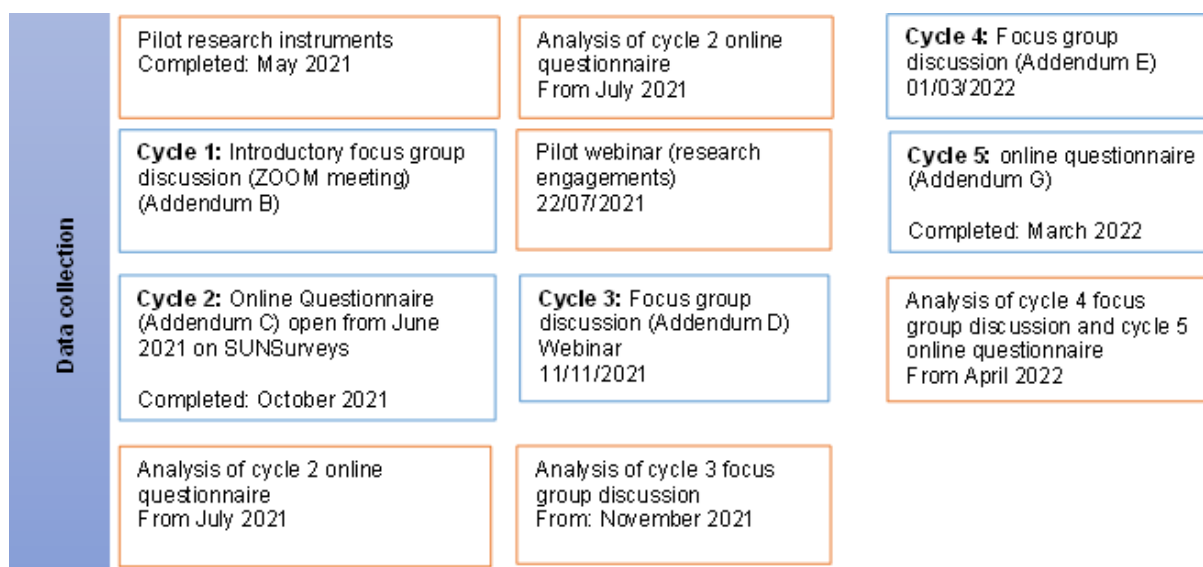 Data collection
Pilot research instruments
Completed: May 2021
Cycle 1: Introductory focus group
discussion (ZOOM meeting)
(Addendum B)
Cycle 2: Online Questionnaire
(Addendum C) open from June
2021 on SUNSurveys
Completed: October 2021
Analysis of cycle 2 online
questionnaire
From July 2021
Analysis of cycle 2 online
questionnaire
From July 2021
Pilot webinar (research
engagements)
22/07/2021
Cycle 3: Focus group
discussion (Addendum D)
Webinar
11/11/2021
Analysis of cycle 3 focus
group discussion
From: November 2021
Cycle 4: Focus group
discussion (Addendum E)
01/03/2022
Cycle 5: online questionnaire
(Addendum G)
Completed: March 2022
Analysis of cycle 4 focus
group discussion and cycle 5
online questionnaire
From April 2022